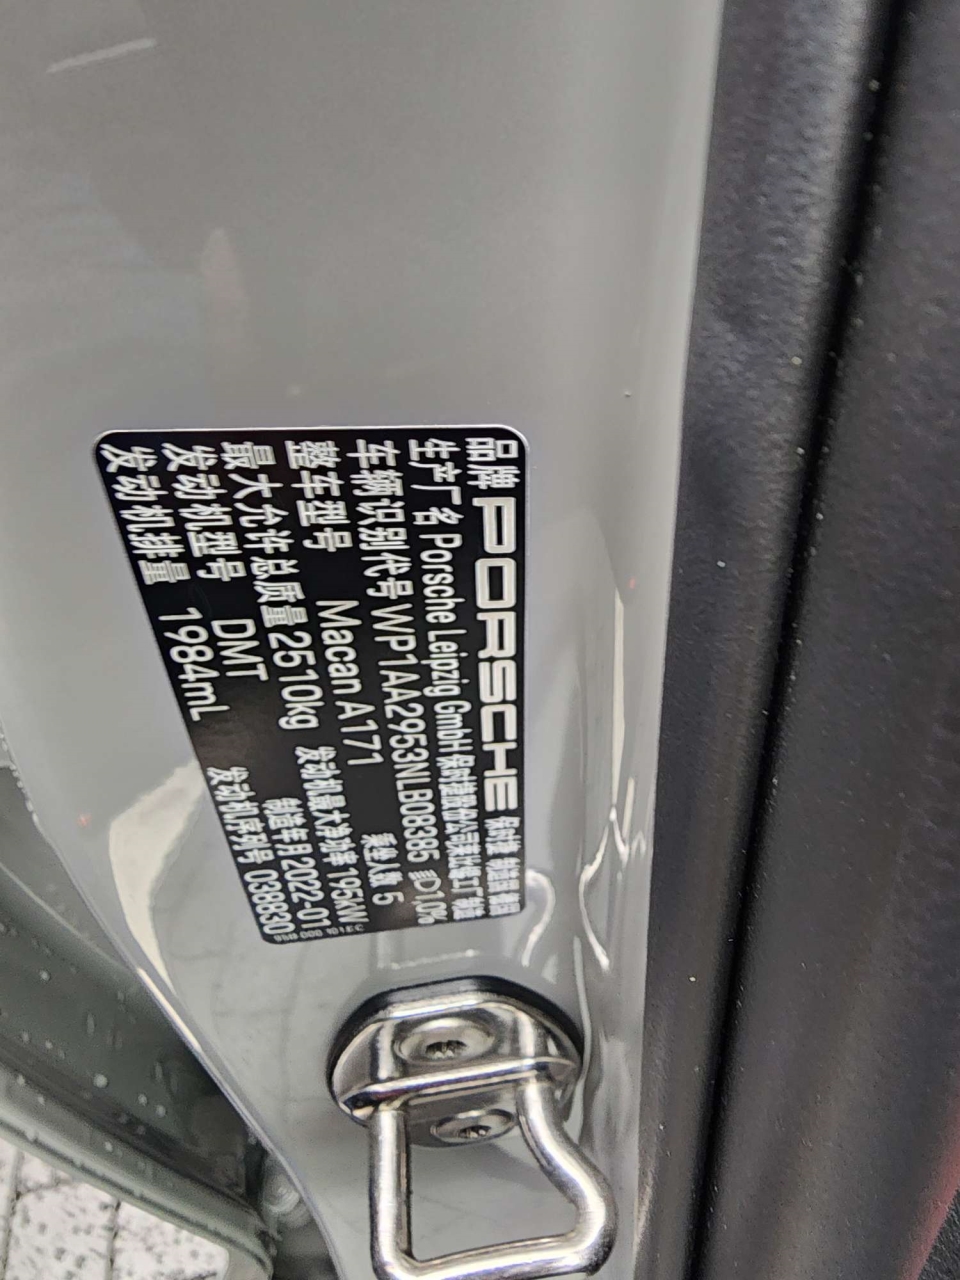 品牌 PORSCHE 保时捷 制造国 德国
生产厂名 Porsche Leipzig GmbH 保时捷股份公司莱比锡工厂 制造
车辆识别代号 WP1AA2953NLB08385
整车型号 Macan A171 乘坐人数 5
最大允许总质量 2510kg 发动机最大净功率 195kW
发动机型号 DMT 制造年月 2022-01
发动机排量 1984mL 发动机序列号 038830